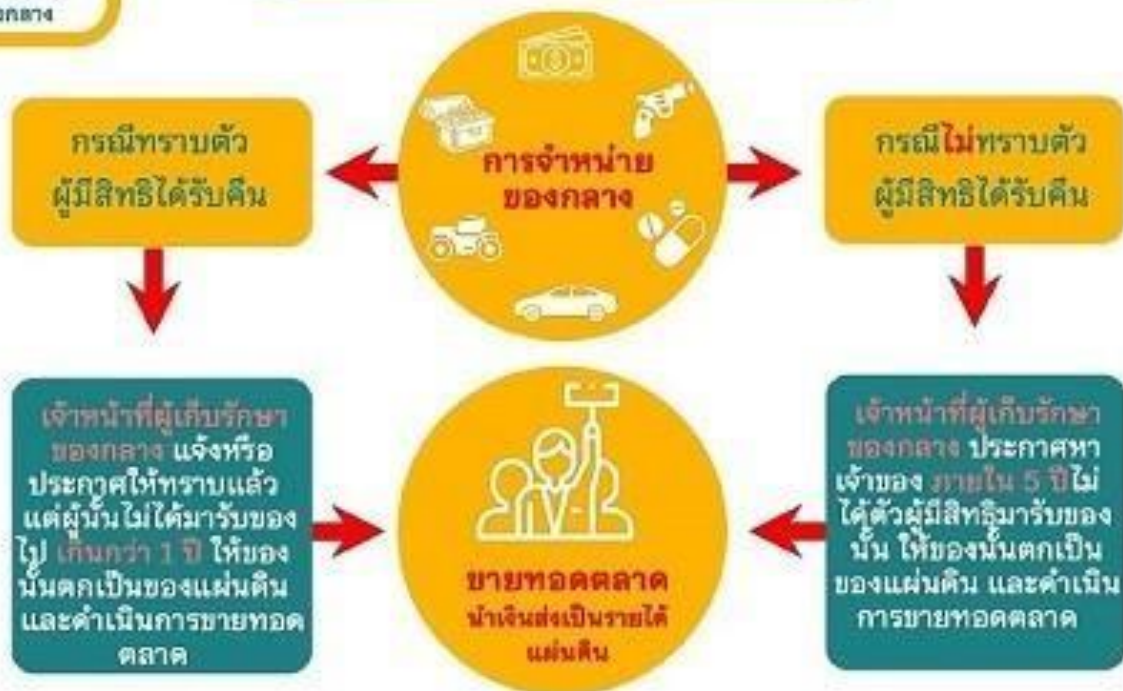 การจำหน่าย
ของกลาง
กรณีทราบตัว
ผู้มีสิทธิได้รับคืน
กรณีไม่ทราบตัว
ผู้มีสิทธิได้รับคืน
เจ้าหน้าที่ผู้เก็บรักษา
ของกลาง แจ้งหรือ
ประกาศให้ทราบแล้ว
แต่ผู้นั้นไม่ได้มารับของ
ไป เกินกว่า 1 ปี ให้ของ
นั้นตกเป็นของแผ่นดิน
และดำเนินการขายทอด
ตลาด
เจ้าหน้าที่ผู้เก็บรักษา
ของกลาง ประกาศหา
เจ้าของ ภายใน 5 ปีไม่
ได้ตัวผู้มีสิทธิมารับของ
นั้น ให้ของนั้นตกเป็น
ของแผ่นดิน และดำเนิน
การขายทอดตลาด
ขายทอดตลาด
นำเงินส่งเป็นรายได้
แผ่นดิน